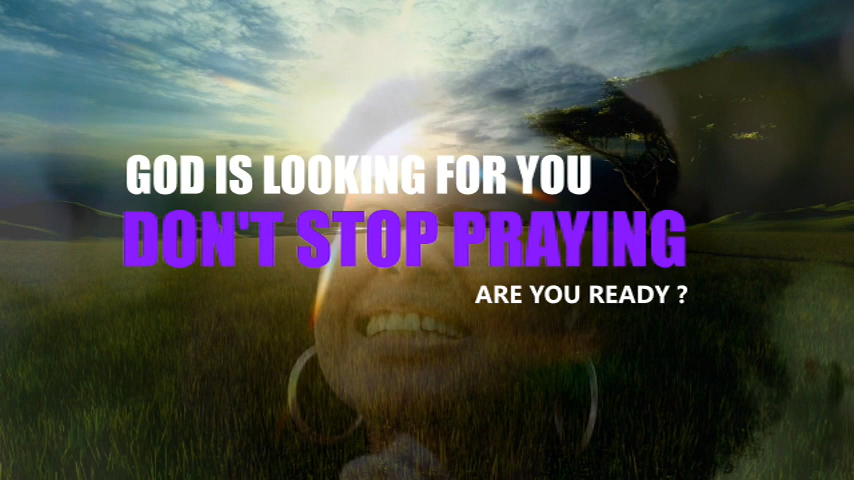 GOD IS LOOKING FOR YOU
DON'T STOP PRAYING
ARE YOU READY ?